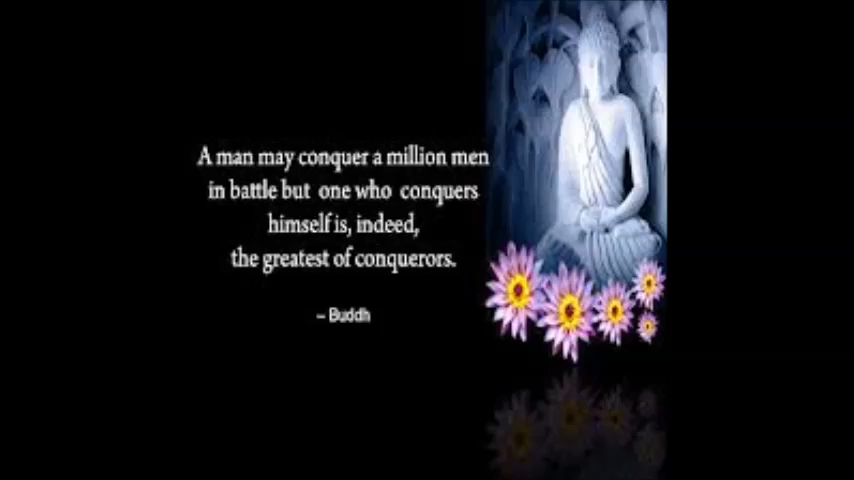 A man may conquer a million men
in battle but one who conquers
himself is, indeed,
the greatest of conquerors.
– Buddh